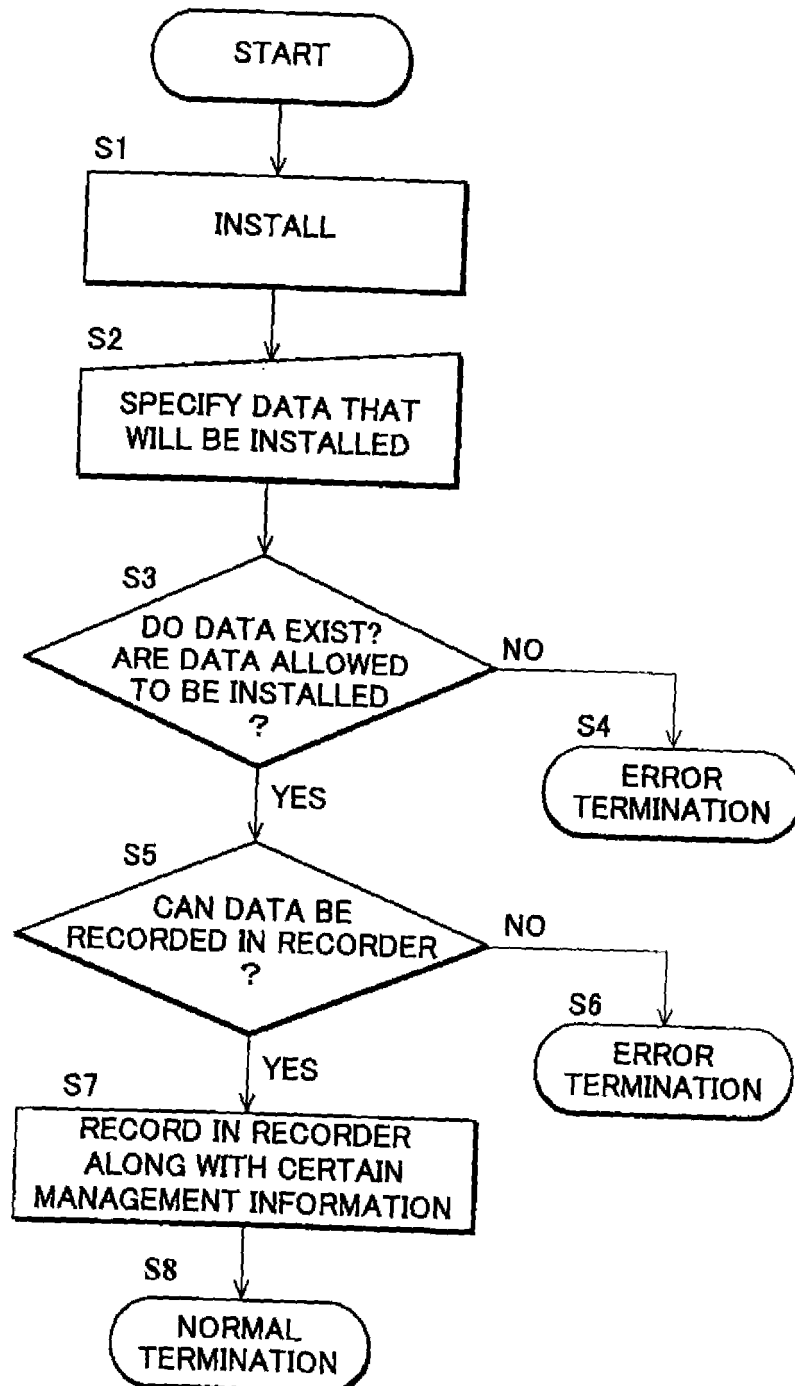 START
S1
INSTALL
S2
SPECIFY DATA THAT
WILL BE INSTALLED
S3
DO DATA EXIST?
ARE DATA ALLOWED
TO BE INSTALLED
?
NO
S4
ERROR
TERMINATION
YES
S5
CAN DATA BE
RECORDED IN RECORDER
?
NO
S6
ERROR
TERMINATION
YES
S7
RECORD IN RECORDER
ALONG WITH CERTAIN
MANAGEMENT INFORMATION
S8
NORMAL
TERMINATION